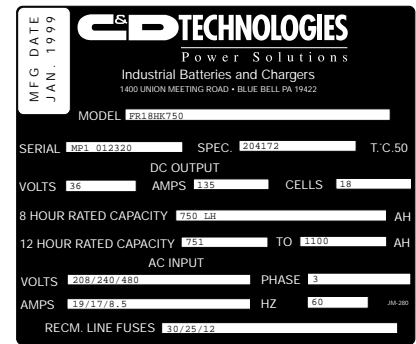 MFG DATE
JAN. 1999
C&D TECHNOLOGIES
Power Solutions
Industrial Batteries and Chargers
1400 UNION MEETING ROAD • BLUE BELL PA 19422
MODEL FR18HK750
SERIAL MP1 012320 SPEC. 204172 T.C.50
DC OUTPUT
VOLTS 36 AMPS 135 CELLS 18
8 HOUR RATED CAPACITY 750 LH AH
12 HOUR RATED CAPACITY 751 TO 1100 AH
AC INPUT
VOLTS 208/240/480 PHASE 3
AMPS 19/17/8.5 HZ 60 JM-280
RECM. LINE FUSES 30/25/12